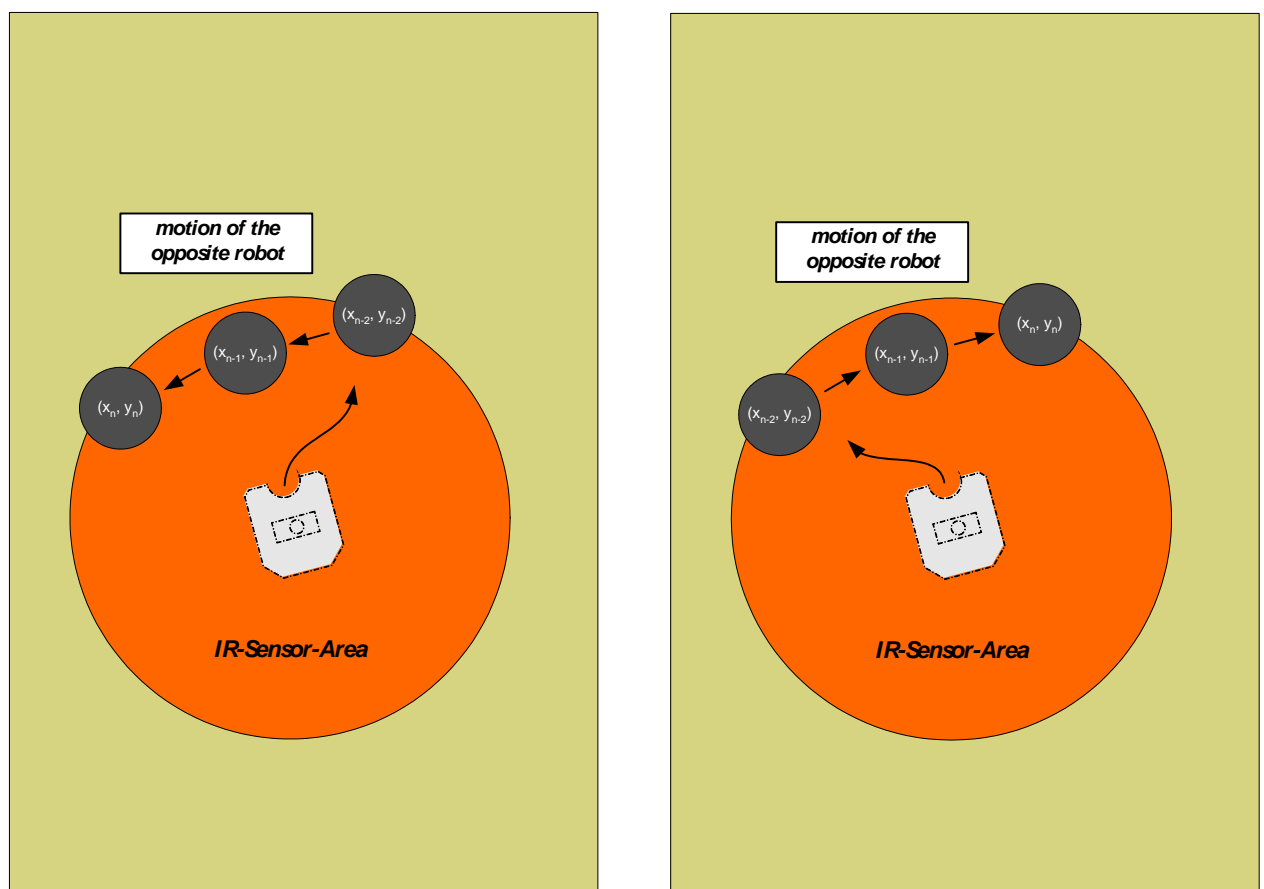 motion of the
opposite robot
(xn-2, yn-2)
(xn-1, yn-1)
(xn, yn)
IR-Sensor-Area
motion of the
opposite robot
(xn, yn)
(xn-1, yn-1)
(xn-2, yn-2)
IR-Sensor-Area